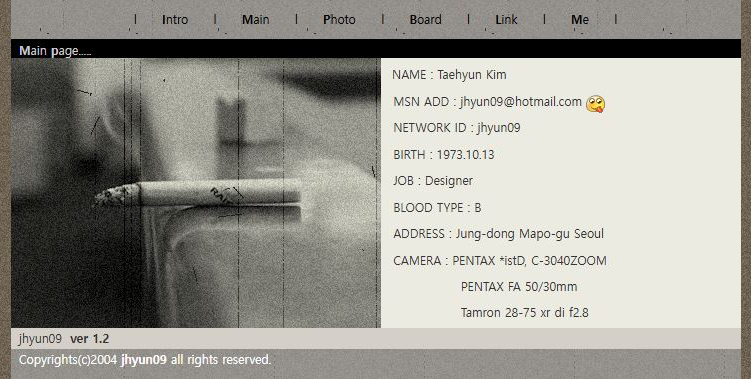 | Intro | Main | Photo | Board | Link | Me |
Main page.....
NAME : Taehyun Kim
MSN ADD : jhyun09@hotmail.com
NETWORK ID : jhyun09
BIRTH : 1973.10.13
JOB : Designer
BLOOD TYPE : B
ADDRESS : Jung-dong Mapo-gu Seoul
CAMERA : PENTAX *istD, C-3040ZOOM
PENTAX FA 50/30mm
Tamron 28-75 xr di f2.8
jhyun09 ver 1.2
Copyrights(c)2004 jhyun09 all rights reserved.